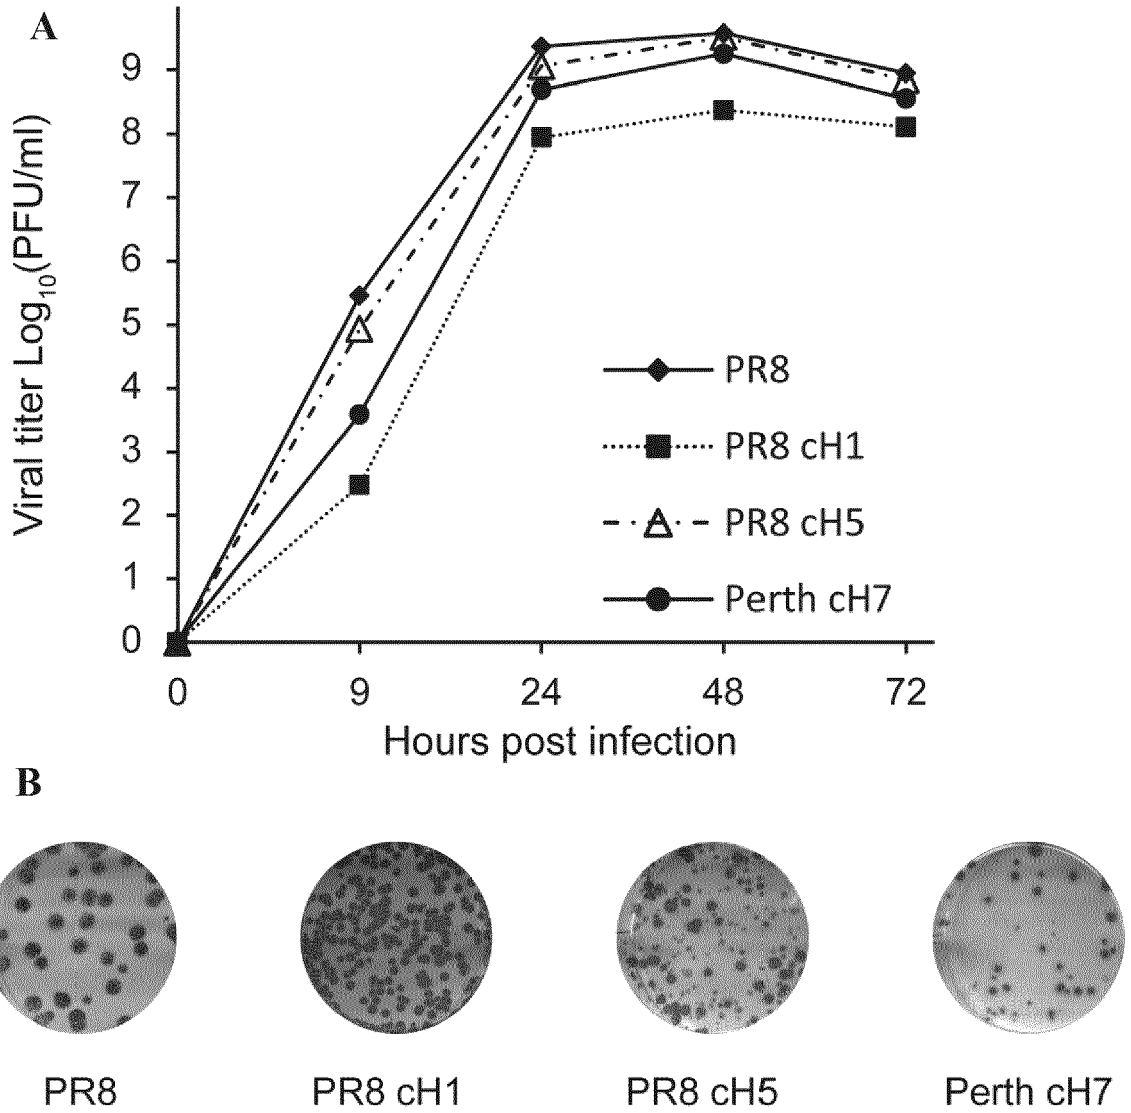 A
Viral titer Log10(PFU/ml)
9
8
7
6
5
4
3
2
1
0
PR8
PR8 cH1
PR8 cH5
Perth cH7
0 9 24 48 72
Hours post infection
B
PR8 PR8 cH1 PR8 cH5 Perth cH7